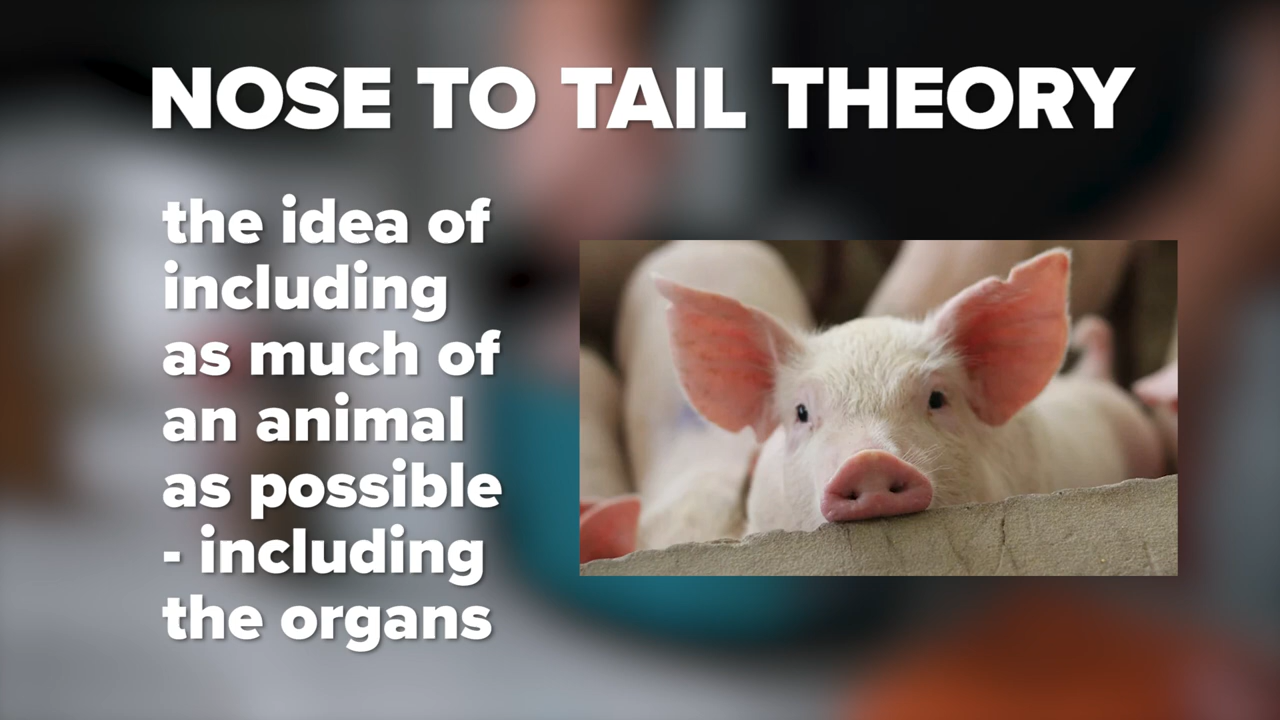 NOSE TO TAIL THEORY
the idea of
including
as much of
an animal
as possible
- including
the organs